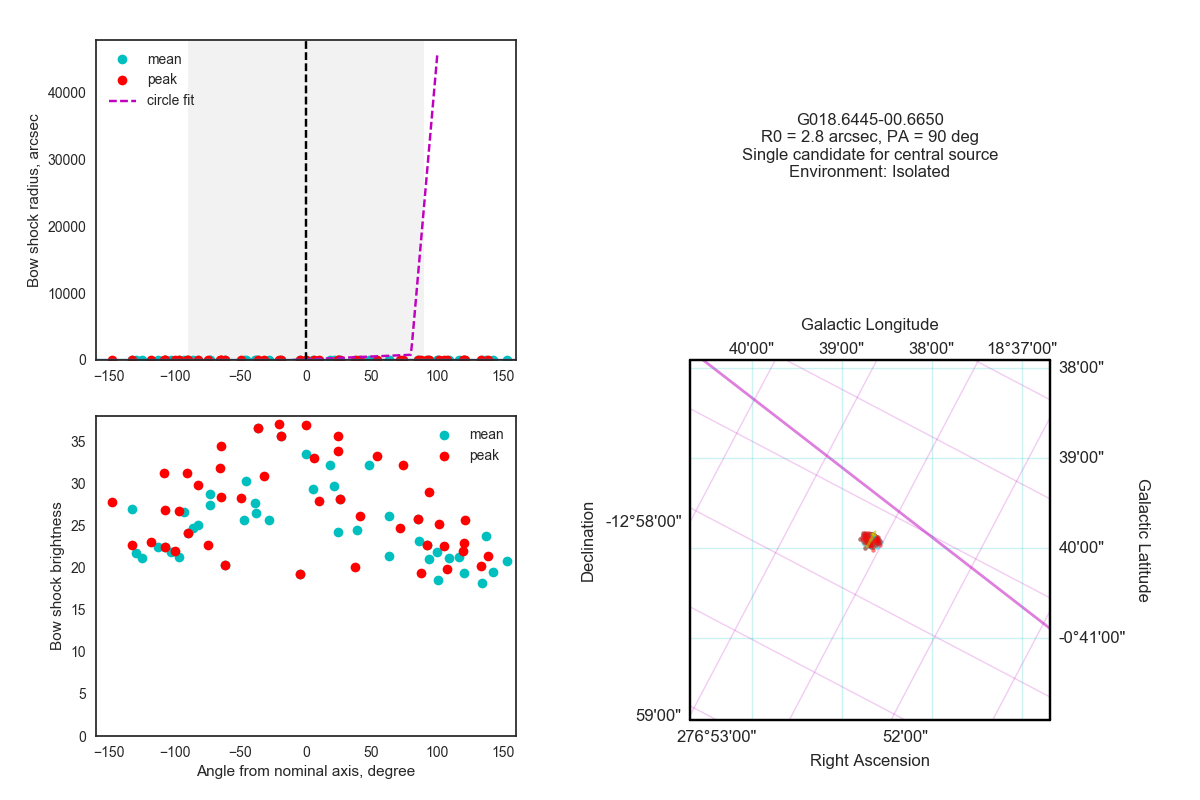 mean
peak
circle fit
Bow shock radius, arcsec
40000
30000
20000
10000
0
−150 −100 −50 0 50 100 150
G018.6445-00.6650
R0 = 2.8 arcsec, PA = 90 deg
Single candidate for central source
Environment: Isolated
mean
peak
Bow shock brightness
35
30
25
20
15
10
5
0
−150 −100 −50 0 50 100 150
Angle from nominal axis, degree
Galactic Longitude
40'00" 39'00" 38'00" 18°37'00"
38'00"
39'00"
40'00"
-0°41'00"
Galactic Latitude
Declination
-12°58'00"
59'00"
276°53'00" 52'00"
Right Ascension